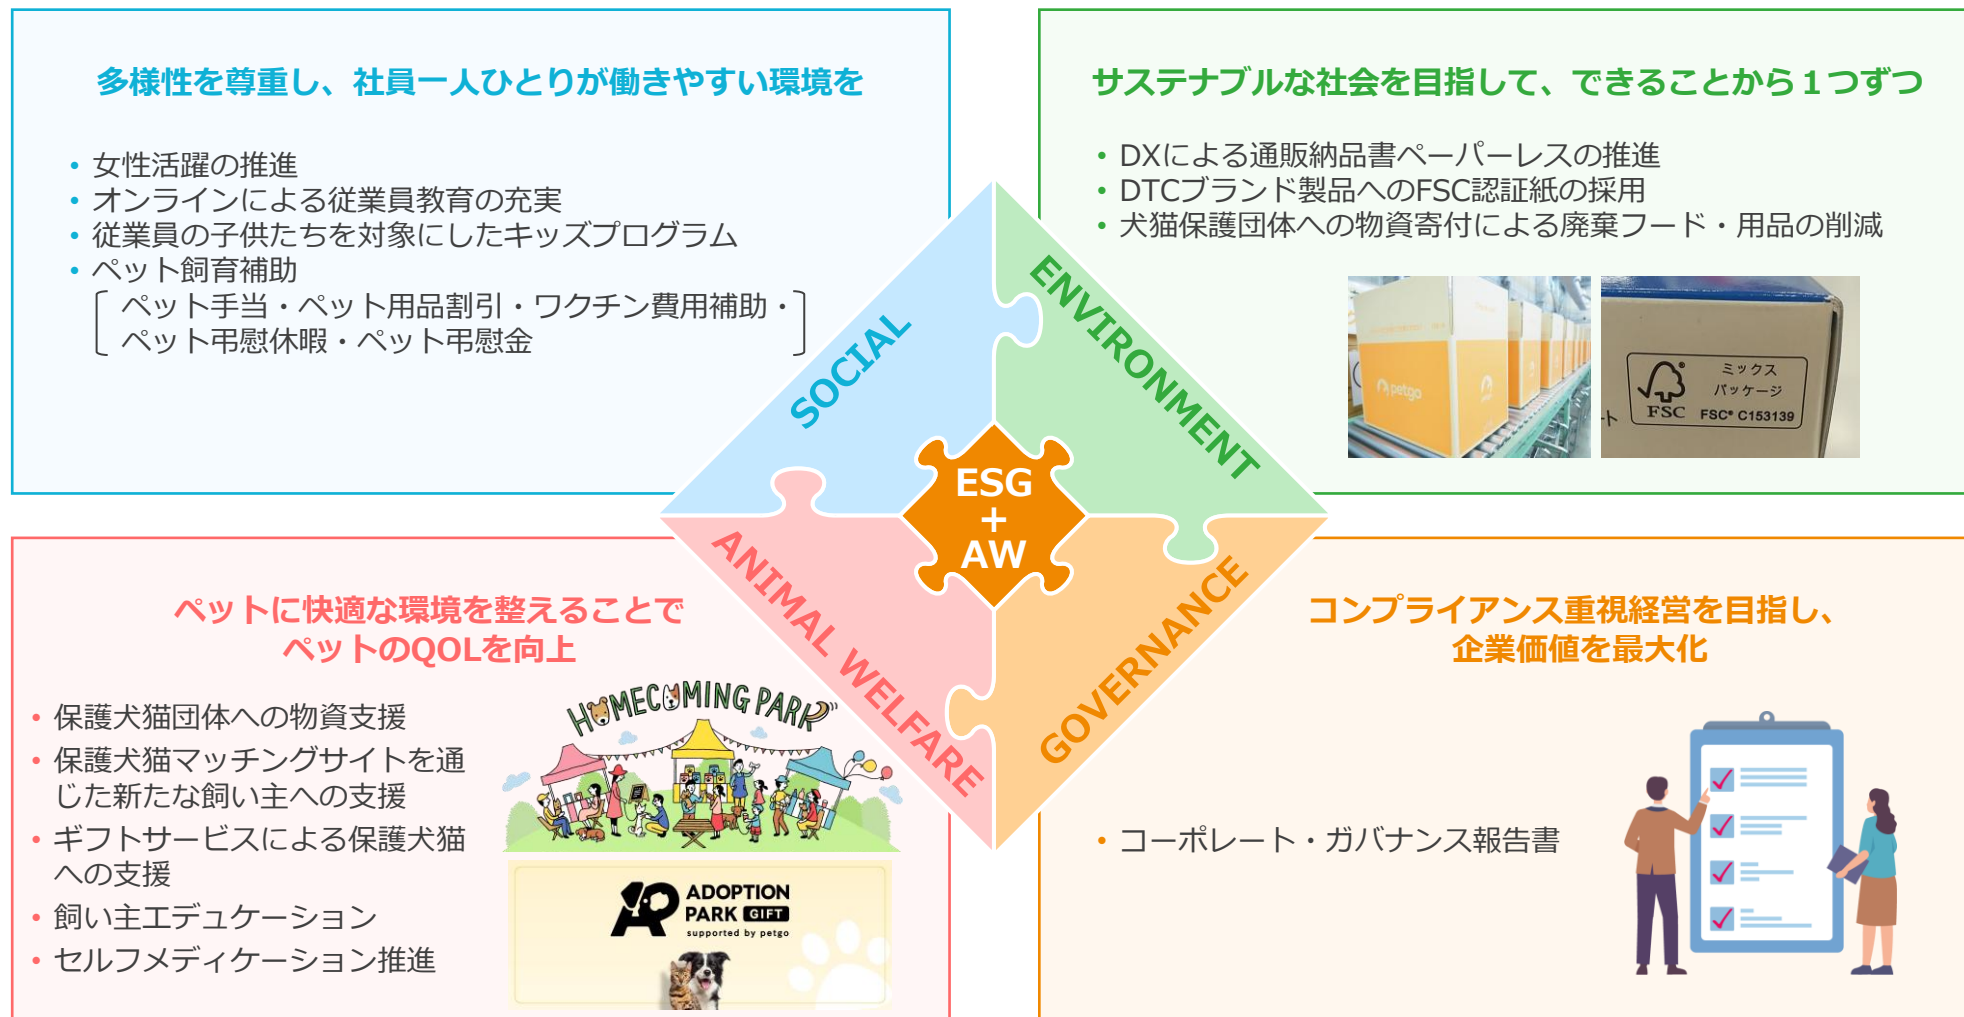 多様性を尊重し、社員一人ひとりが働きやすい環境を
• 女性活躍の推進
• オンラインによる従業員教育の充実
• 従業員の子供たちを対象にしたキッズプログラム
• ペット飼育補助
ペット手当・ペット用品割引・ワクチン費用補助・
ペット弔慰休暇・ペット弔慰金
サステナブルな社会を目指して、できることから１つずつ
• DXによる通販納品書ペーパーレスの推進
• DTCブランド製品へのFSC認証紙の採用
• 犬猫保護団体への物資寄付による廃棄フード・用品の削減
petgo
ミックス
パッケージ
FSC
FSC® C153139
SOCIAL
ENVIRONMENT
ESG
+
AW
ANIMAL WELFARE
GOVERNANCE
ペットに快適な環境を整えることで
ペットのQOLを向上
• 保護犬猫団体への物資支援
• 保護犬猫マッチングサイトを通
じた新たな飼い主への支援
• ギフトサービスによる保護犬猫
への支援
• 飼い主エデュケーション
• セルフメディケーション推進
HOMECOMING PARK
ADOPTION
PARK GIFT
supported by petgo
コンプライアンス重視経営を目指し、
企業価値を最大化
• コーポレート・ガバナンス報告書